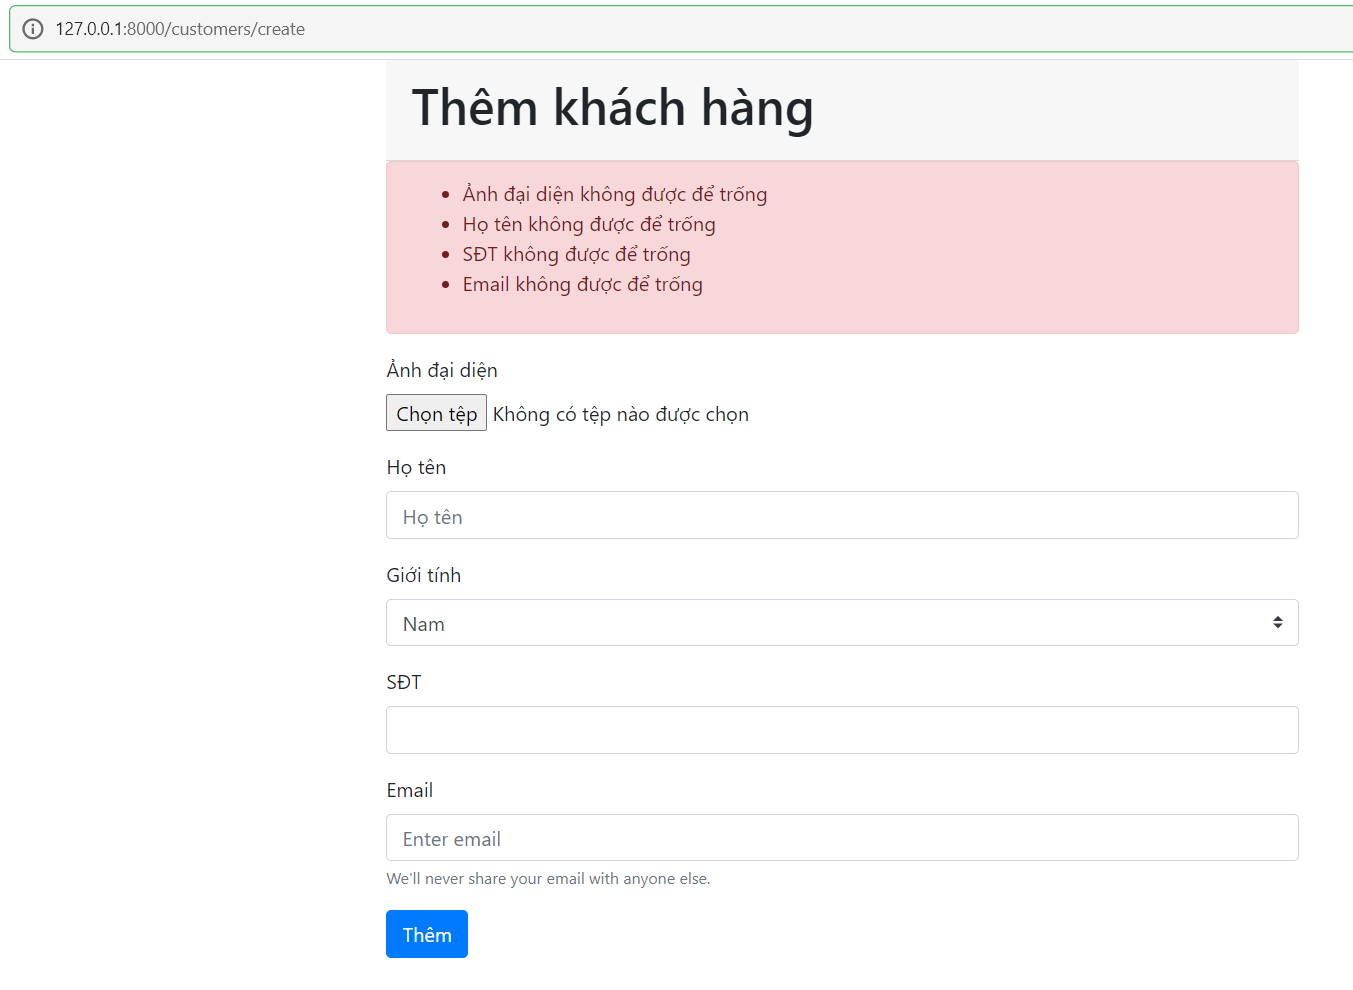 127.0.0.1:8000/customers/create
Thêm khách hàng
Ảnh đại diện không được để trống
Họ tên không được để trống
SĐT không được để trống
Email không được để trống
Ảnh đại diện
Chọn tệp Không có tệp nào được chọn
Họ tên
Họ tên
Giới tính
Nam
SĐT
Email
Enter email
We'll never share your email with anyone else.
Thêm